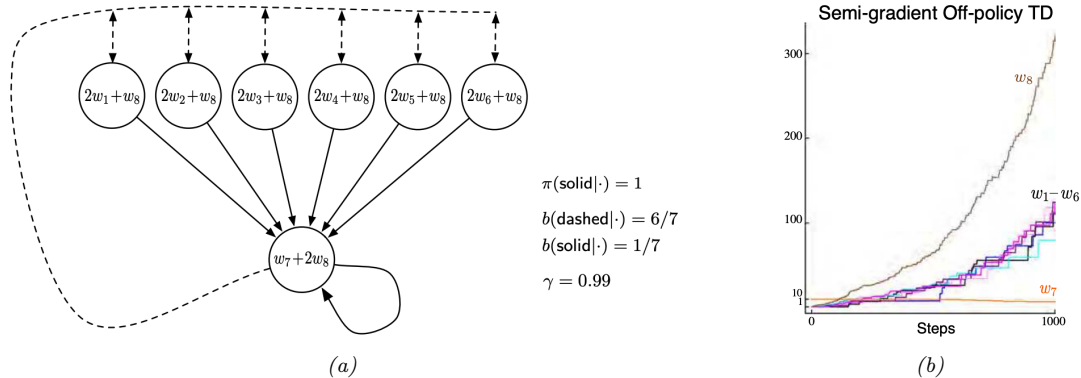 2w₁+w₈ 2w₂+w₈ 2w₃+w₈ 2w₄+w₈ 2w₅+w₈ 2w₆+w₈
w₇+2w₈
π(solid|·) = 1
b(dashed|·) = 6/7
b(solid|·) = 1/7
γ = 0.99
(a)
Semi-gradient Off-policy TD
300
w₈
200
w₁–w₆
100
10
w₇
1
0
1000
Steps
(b)